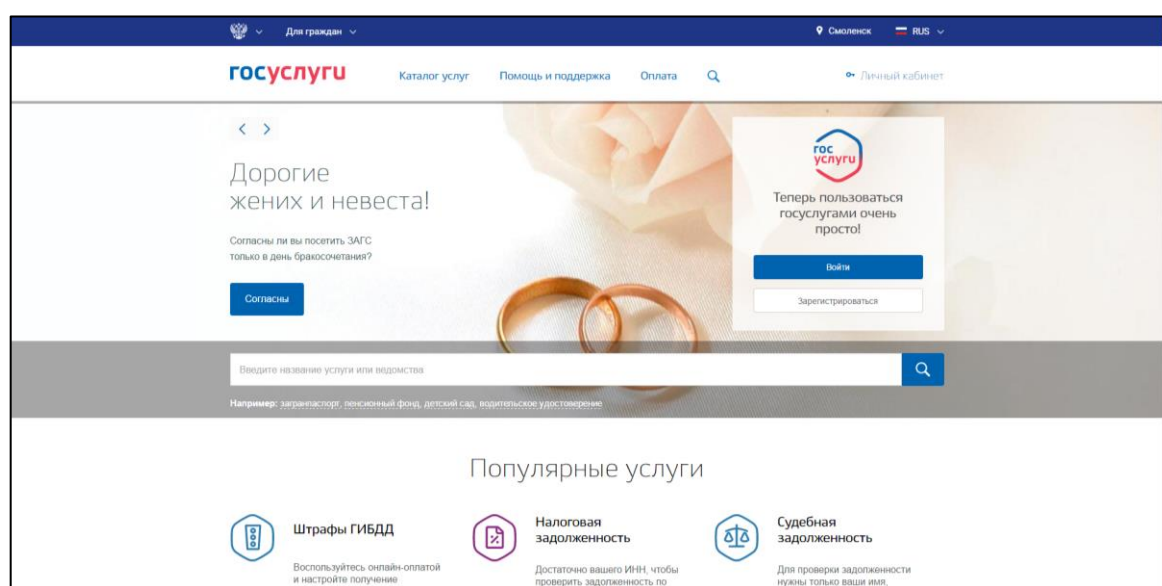 Для граждан
Смоленск
RUS
госуслуги
Каталог услуг
Помощь и поддержка
Оплата
Личный кабинет
Дорогие
жених и невеста!
Согласны ли вы посетить ЗАГС
только в день бракосочетания?
Согласны
гос
услуги
Теперь пользоваться
госуслугами очень
просто!
Войти
Зарегистрироваться
Введите название услуги или ведомства
Например: загранпаспорт, пенсионный фонд, детский сад, водительское удостоверение
Популярные услуги
Штрафы ГИБДД
Воспользуйтесь онлайн-оплатой
и настройте получение
Налоговая
задолженность
Достаточно вашего ИНН, чтобы
проверить задолженность по
Судебная
задолженность
Для проверки задолженности
нужны только ваши имя,